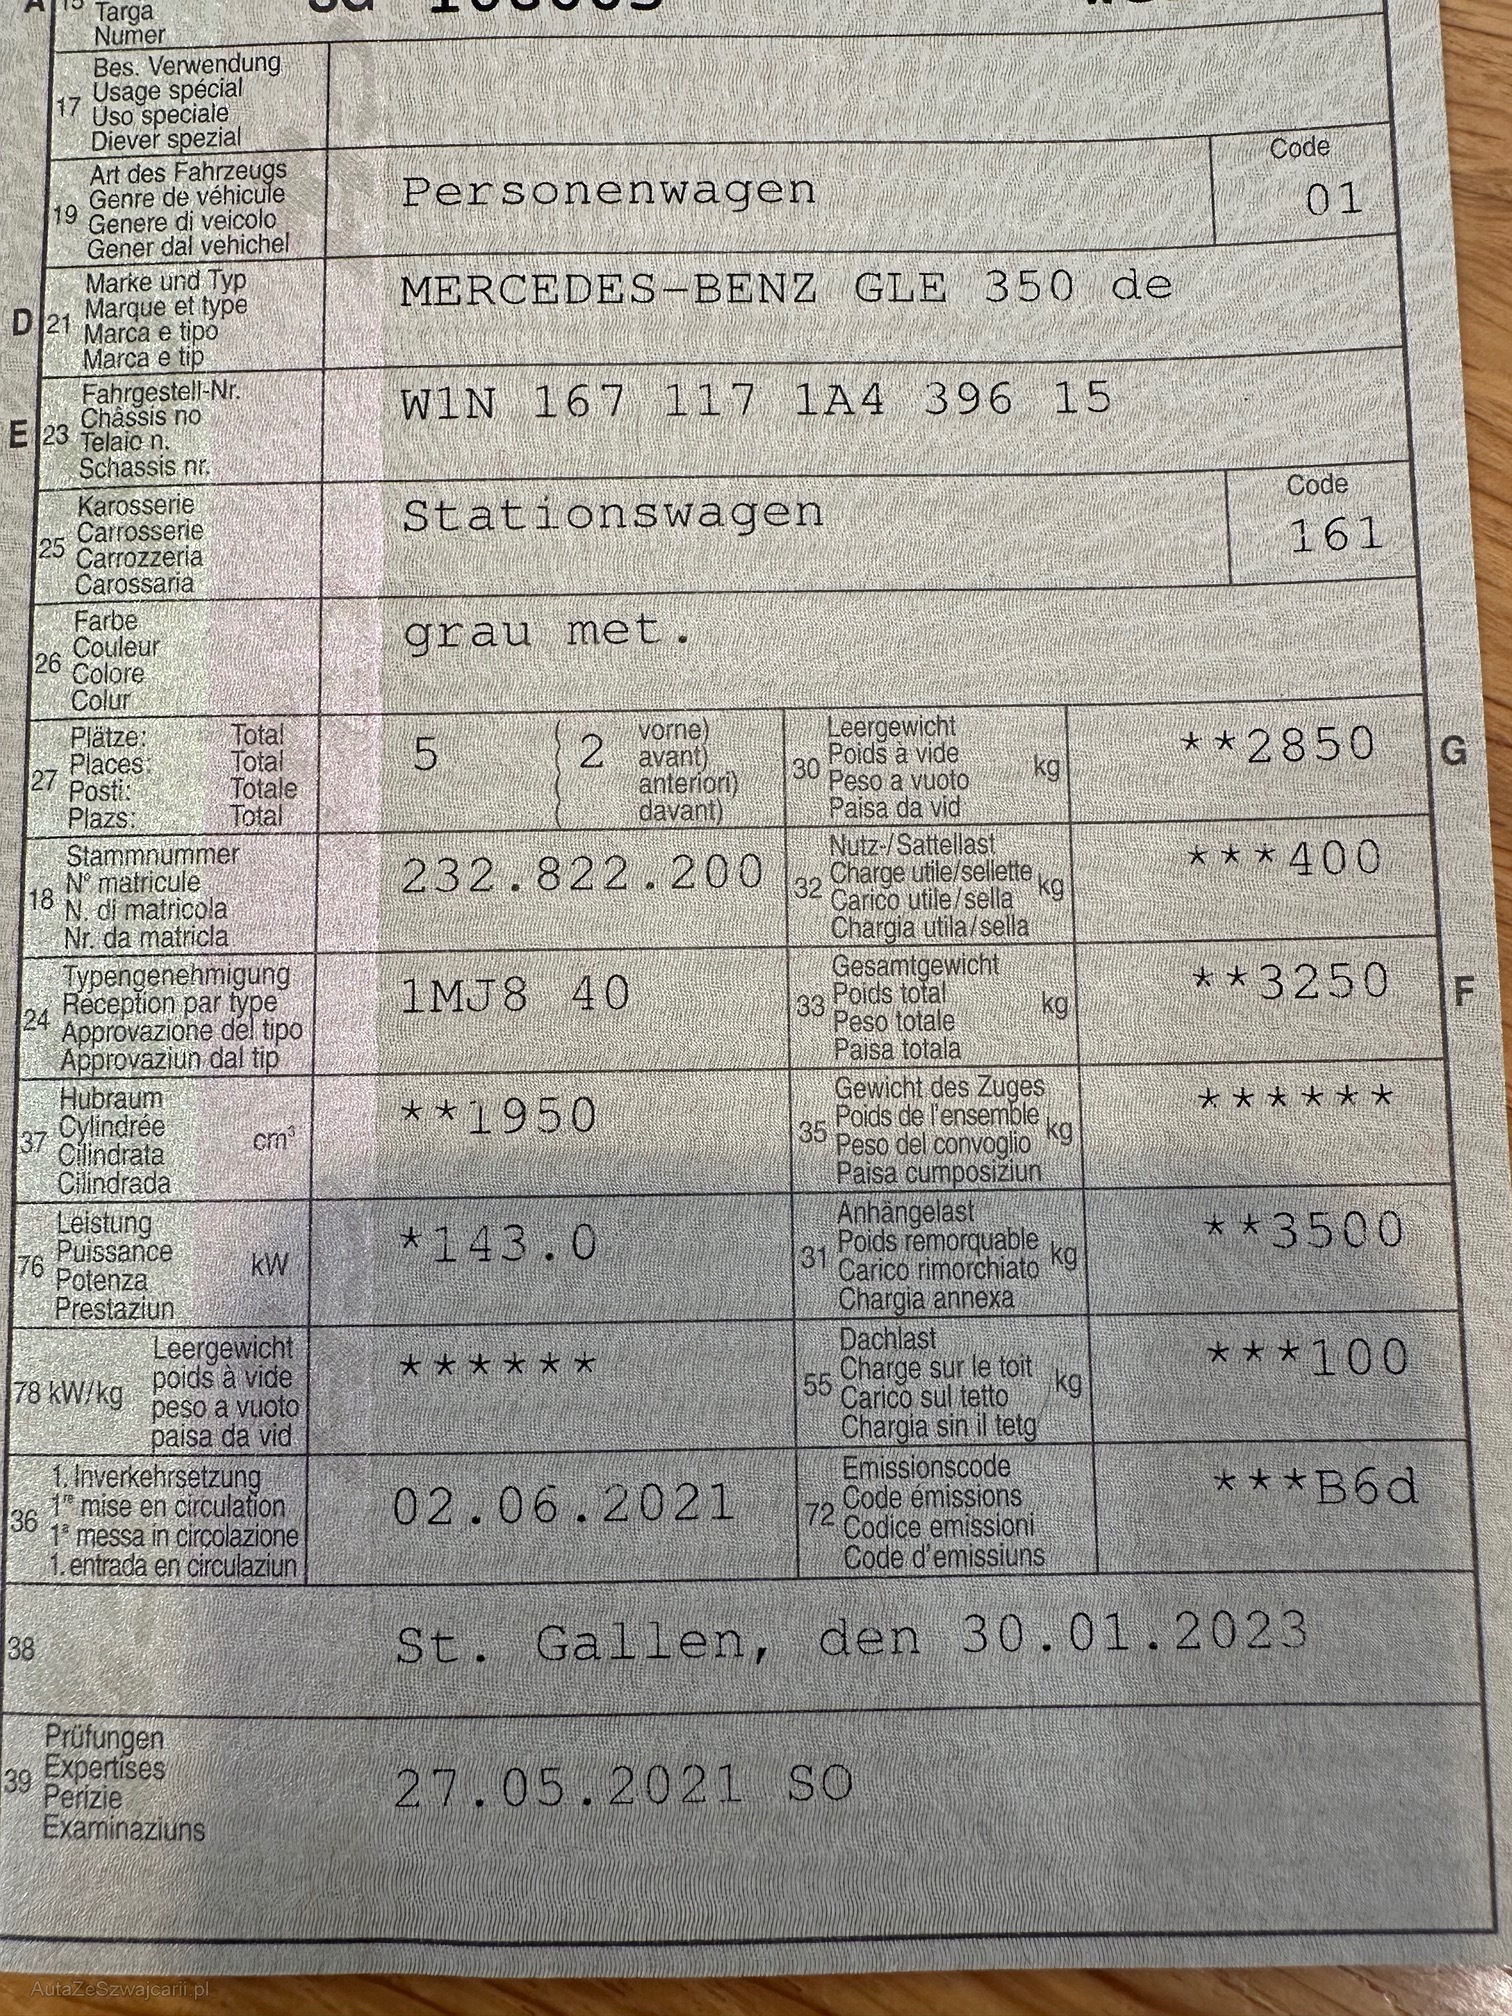 A 15 Targa
Numer
17 Bes. Verwendung
Usage spécial
Uso speciale
Diever spezial
19 Art des Fahrzeugs
Genre de véhicule
Genere di veicolo
Gener dal vehichel
Personenwagen
Code
01
D 21 Marke und Typ
Marque et type
Marca e tipo
Marca e tip
MERCEDES-BENZ GLE 350 de
E 23 Fahrgestell-Nr.
Châssis no
Telaio n.
Schassis nr.
W1N 167 117 1A4 396 15
25 Karosserie
Carrosserie
Carrozzeria
Carossaria
Stationswagen
Code
161
26 Farbe
Couleur
Colore
Colur
grau met.
27 Plätze: Total
Places: Total
Posti: Totale
Plazs: Total
5 ( 2 vorne)
avant)
anteriori)
( davant)
30 Leergewicht
Poids à vide
Peso a vuoto kg
Paisa da vid
**2850 G
18 Stammnummer
N° matricule
N. di matricola
Nr. da matricla
232.822.200
32 Nutz-/Sattellast
Charge utile/sellette kg
Carico utile/sella
Chargia utila/sella
***400
24 Typengenehmigung
Réception par type
Approvazione del tipo
Approvaziun dal tip
1MJ8 40
33 Gesamtgewicht
Poids total kg
Peso totale
Paisa totala
**3250 F
37 Hubraum
Cylindrée cm³
Cilindrata
Cilindrada
**1950
35 Gewicht des Zuges
Poids de l'ensemble kg
Peso del convoglio
Paisa cumposiziun
******
76 Leistung
Puissance kW
Potenza
Prestaziun
*143.0
31 Anhängelast
Poids remorquable kg
Carico rimorchiato
Chargia annexa
**3500
78 kW/kg Leergewicht
poids à vide
peso a vuoto
paisa da vid
******
55 Dachlast
Charge sur le toit kg
Carico sul tetto
Chargia sin il tetg
***100
36 1. Inverkehrsetzung
1re mise en circulation
1a messa in circolazione
1. entrada en circulaziun
02.06.2021
72 Emissionscode
Code émissions
Codice emissioni
Code d'emissiuns
***B6d
38 St. Gallen, den 30.01.2023
39 Prüfungen
Expertises
Perizie
Examinaziuns
27.05.2021 SO
AutaZeSzwajcarii.pl